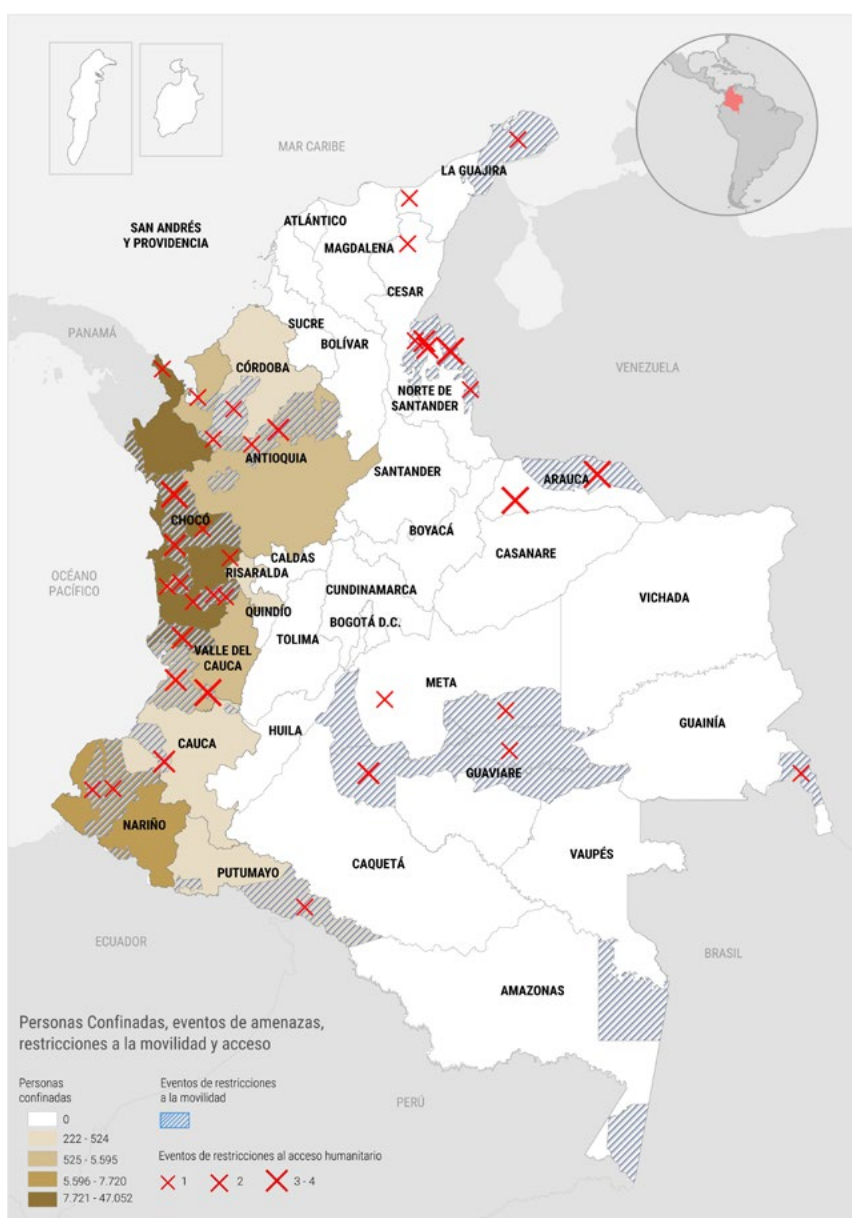 MAR CARIBE
LA GUAJIRA
ATLÁNTICO
SAN ANDRÉS
Y PROVIDENCIA
MAGDALENA
CESAR
SUCRE
PANAMÁ
BOLÍVAR
CÓRDOBA
VENEZUELA
NORTE DE
SANTANDER
ANTIOQUIA
SANTANDER
ARAUCA
CHOCÓ
BOYACÁ
CASANARE
CALDAS
RISARALDA
OCÉANO
PACÍFICO
CUNDINAMARCA
VICHADA
QUINDÍO
BOGOTÁ D.C.
TOLIMA
VALLE DEL
CAUCA
META
GUAINÍA
HUILA
CAUCA
GUAVIARE
NARIÑO
VAUPÉS
CAQUETÁ
PUTUMAYO
ECUADOR
BRASIL
AMAZONAS
Personas Confinadas, eventos de amenazas,
restricciones a la movilidad y acceso
Personas
confinadas
0
222 - 524
525 - 5.595
5.596 - 7.720
7.721 - 47.052
Eventos de restricciones
a la movilidad
Eventos de restricciones al acceso humanitario
1
2
3 - 4
PERÚ